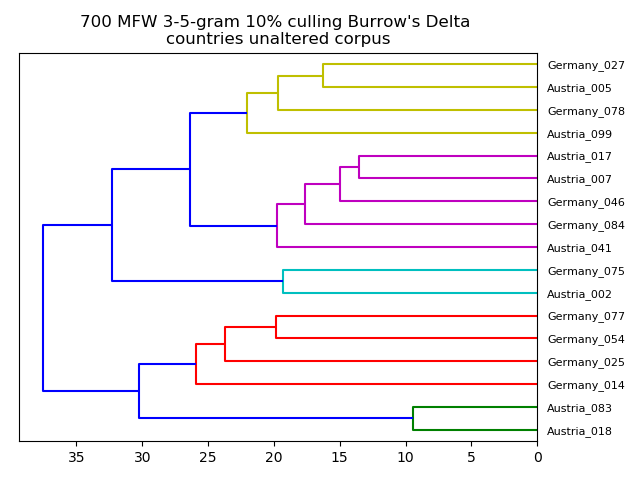 700 MFW 3-5-gram 10% culling Burrow's Delta
countries unaltered corpus
Germany_027
Austria_005
Germany_078
Austria_099
Austria_017
Austria_007
Germany_046
Germany_084
Austria_041
Germany_075
Austria_002
Germany_077
Germany_054
Germany_025
Germany_014
Austria_083
Austria_018
35 30 25 20 15 10 5 0